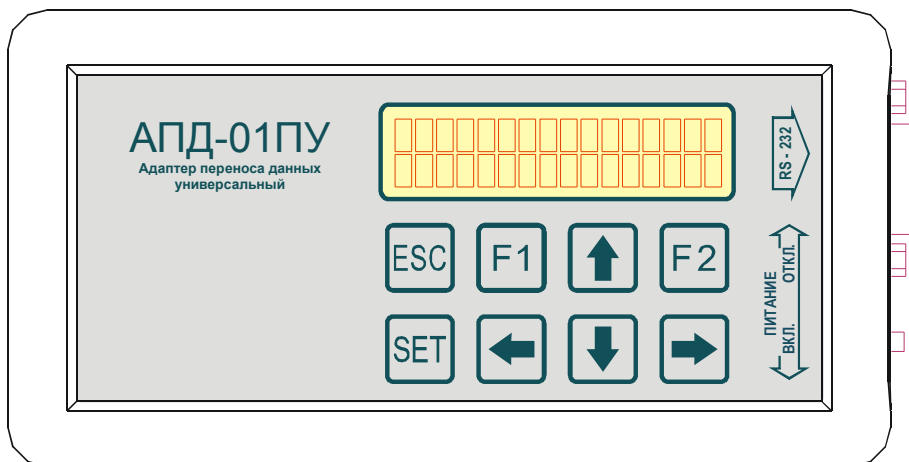 АПД-01ПУ
Адаптер переноса данных
универсальный
RS - 232
ESC
F1
F2
SET
ПИТАНИЕ
ВКЛ.
ОТКЛ.